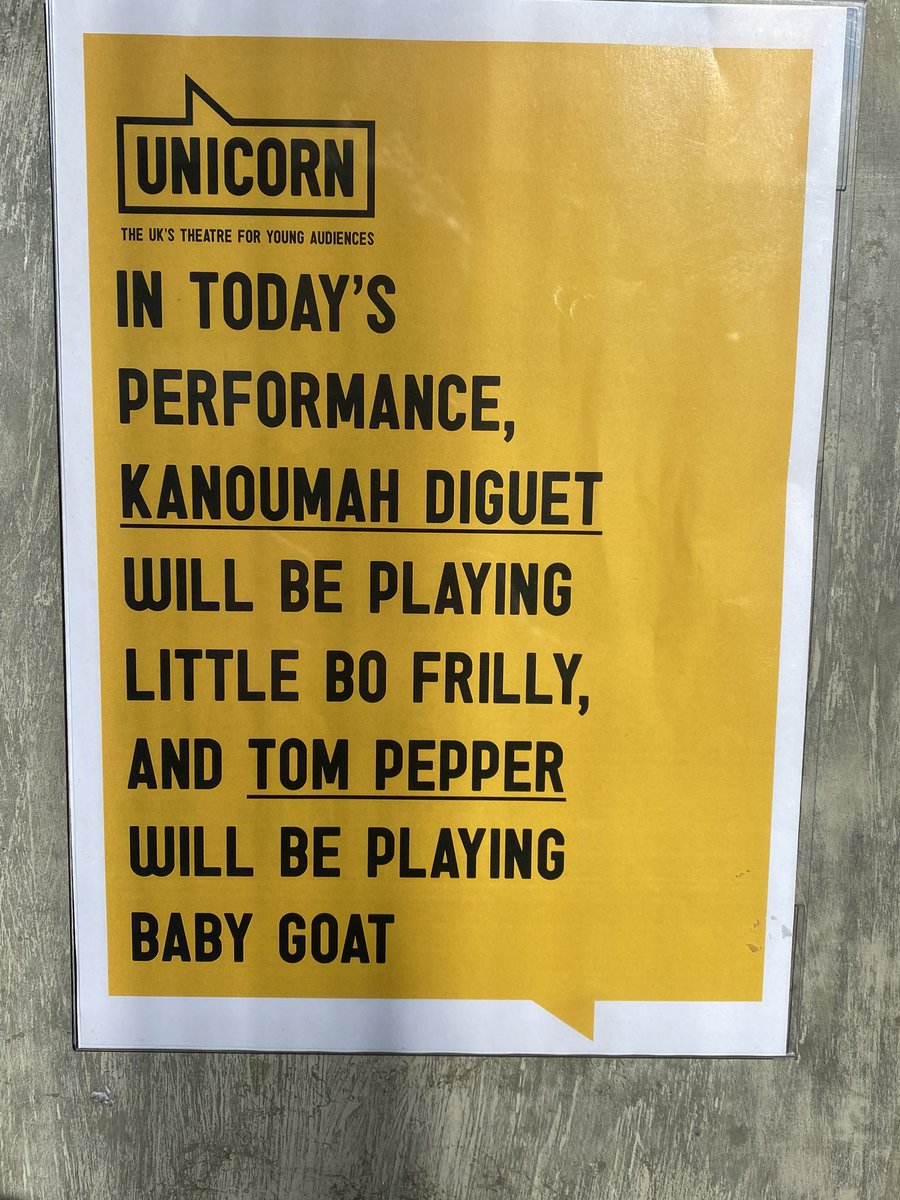 UNICORN
THE UK'S THEATRE FOR YOUNG AUDIENCES
IN TODAY'S
PERFORMANCE,
KANOUMAH DIGUET
WILL BE PLAYING
LITTLE BO FRILLY,
AND TOM PEPPER
WILL BE PLAYING
BABY GOAT